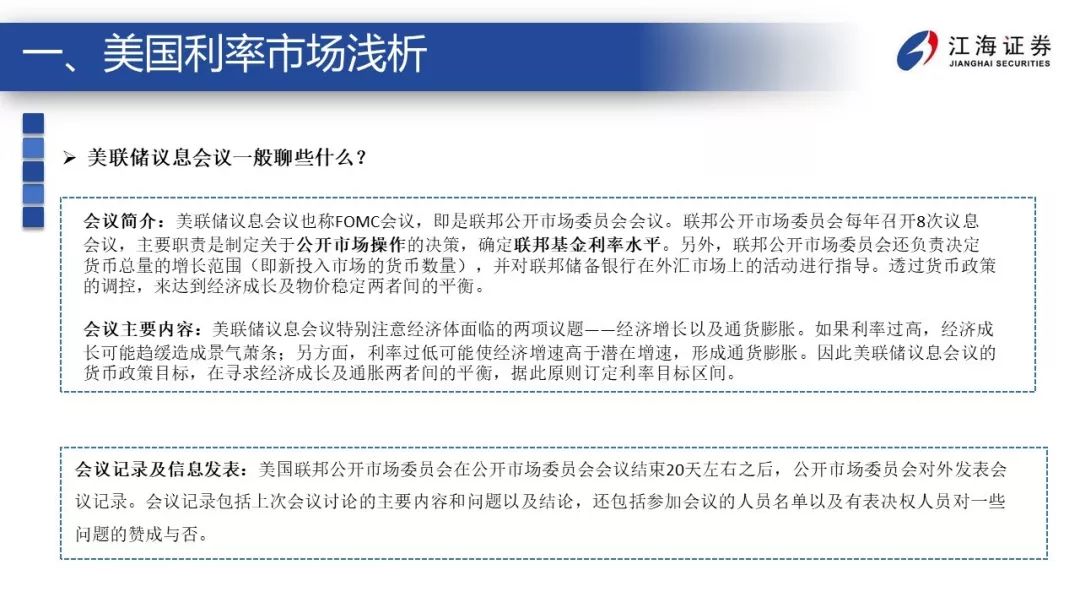 一、美国利率市场浅析
江海证券
JIANGHAI SECURITIES
➢ 美联储议息会议一般聊些什么？
会议简介：美联储议息会议也称FOMC会议，即是联邦公开市场委员会会议。联邦公开市场委员会每年召开8次议息
会议，主要职责是制定关于公开市场操作的决策，确定联邦基金利率水平。另外，联邦公开市场委员会还负责决定
货币总量的增长范围（即新投入市场的货币数量），并对联邦储备银行在外汇市场上的活动进行指导。透过货币政策
的调控，来达到经济成长及物价稳定两者间的平衡。
会议主要内容：美联储议息会议特别注意经济体面临的两项议题——经济增长以及通货膨胀。如果利率过高，经济成
长可能趋缓造成景气萧条；另方面，利率过低可能使经济增速高于潜在增速，形成通货膨胀。因此美联储议息会议的
货币政策目标，在寻求经济成长及通胀两者间的平衡，据此原则订定利率目标区间。
会议记录及信息发表：美国联邦公开市场委员会在公开市场委员会会议结束20天左右之后，公开市场委员会对外发表会
议记录。会议记录包括上次会议讨论的主要内容和问题以及结论，还包括参加会议的人员名单以及有表决权人员对一些
问题的赞成与否。